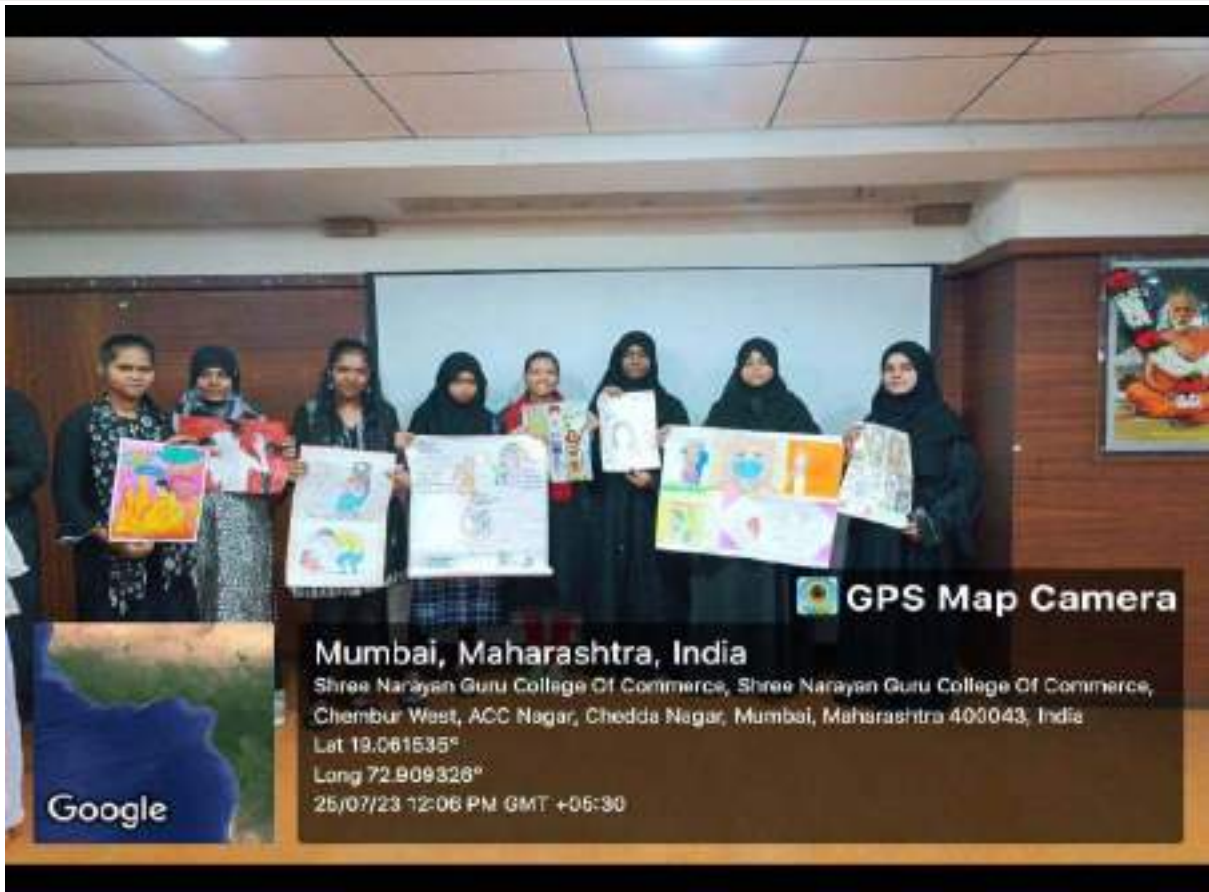 GPS Map Camera
Mumbai, Maharashtra, India
Shree Narayan Guru College Of Commerce, Shree Narayan Guru College Of Commerce,
Chembur West, ACC Nagar, Chedda Nagar, Mumbai, Maharashtra 400043, India
Lat 19.061535°
Long 72.909326°
25/07/23 12:06 PM GMT +05:30
Google